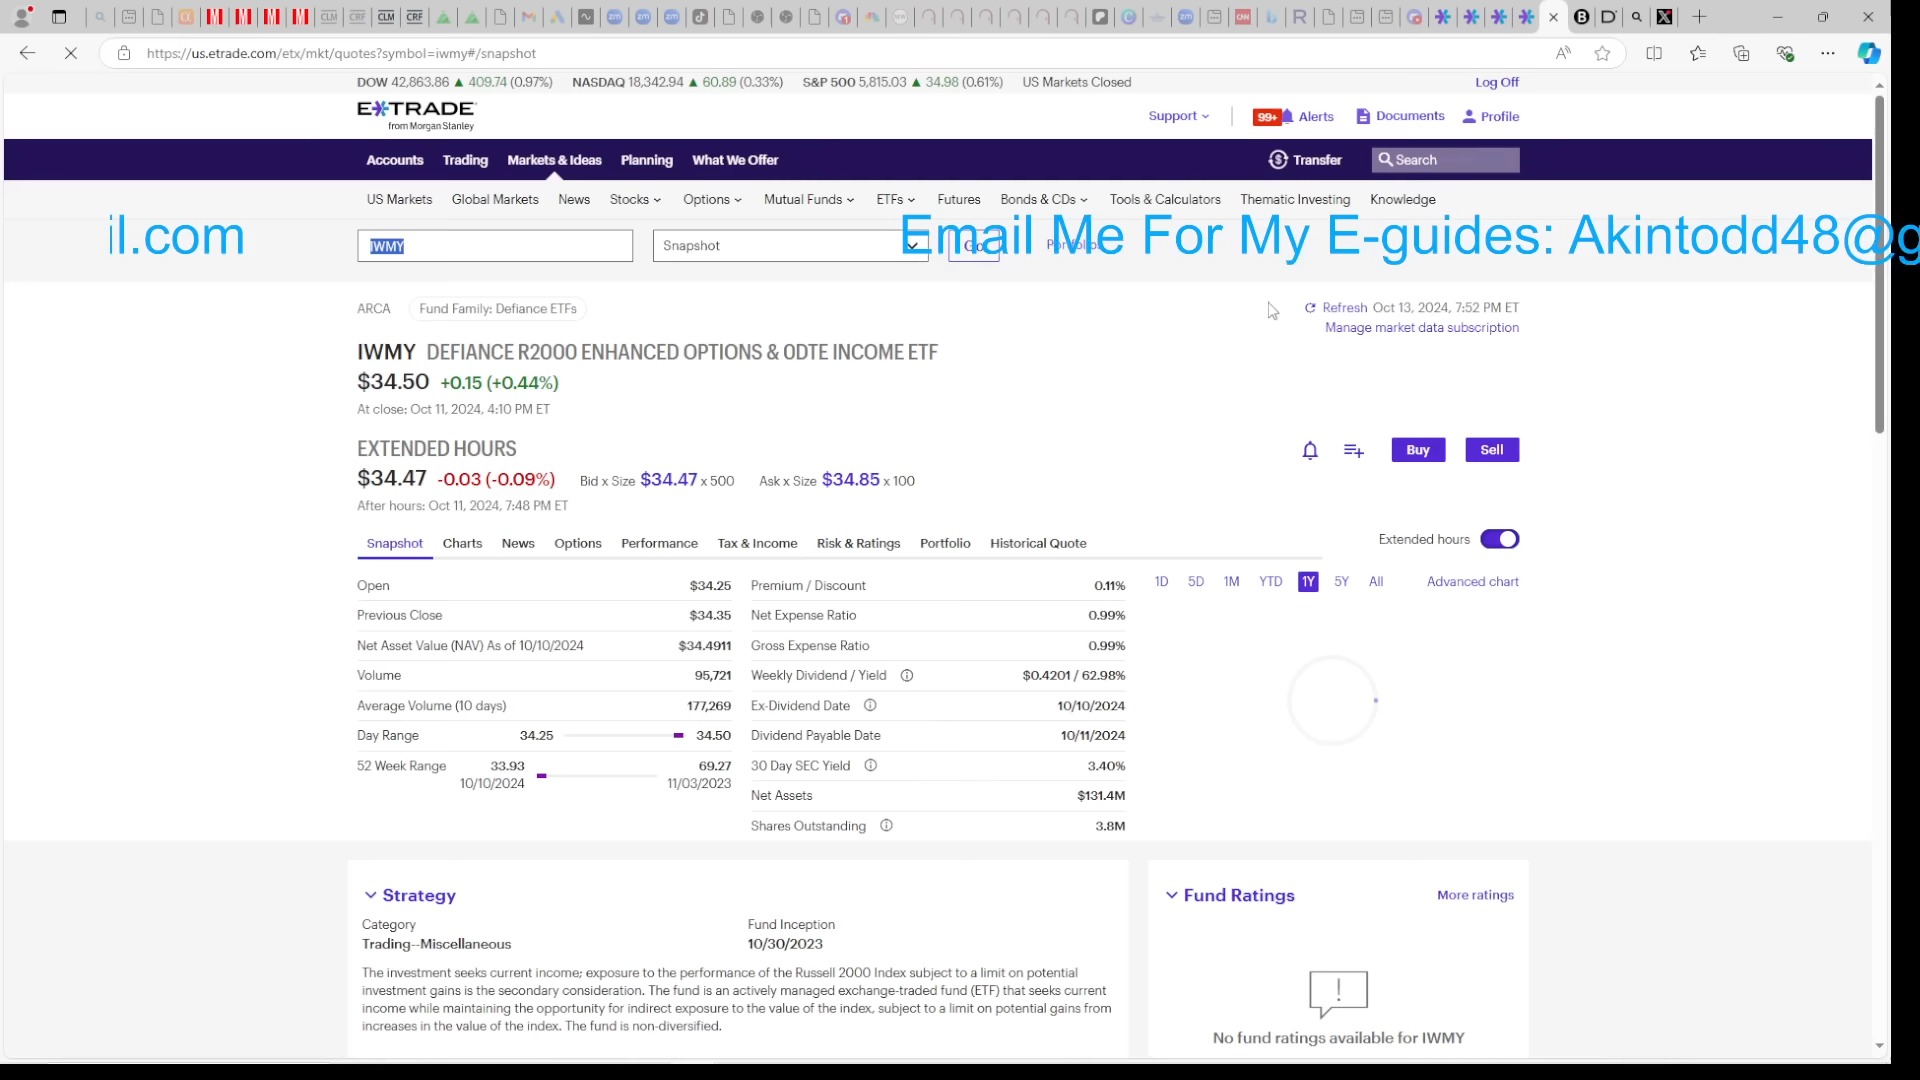 https://us.etrade.com/etx/mkt/quotes?symbol=iwmy#/snapshot
DOW 42,863.86 ▲ 409.74 (0.97%) NASDAQ 18,342.94 ▲ 60.89 (0.33%) S&P 500 5,815.03 ▲ 34.98 (0.61%) US Markets Closed Log Off
E*TRADE
from Morgan Stanley
Support 99+ Alerts Documents Profile
Accounts Trading Markets & Ideas Planning What We Offer Transfer Search
US Markets Global Markets News Stocks Options Mutual Funds ETFs Futures Bonds & CDs Tools & Calculators Thematic Investing Knowledge
il.com Email Me For My E-guides: Akintodd48@g
IWMY Snapshot Go Portfolios
ARCA Fund Family: Defiance ETFs Refresh Oct 13, 2024, 7:52 PM ET
Manage market data subscription
IWMY DEFIANCE R2000 ENHANCED OPTIONS & 0DTE INCOME ETF
$34.50 +0.15 (+0.44%)
At close: Oct 11, 2024, 4:10 PM ET
EXTENDED HOURS Buy Sell
$34.47 -0.03 (-0.09%) Bid x Size $34.47 x 500 Ask x Size $34.85 x 100
After hours: Oct 11, 2024, 7:48 PM ET
Snapshot Charts News Options Performance Tax & Income Risk & Ratings Portfolio Historical Quote Extended hours
1D 5D 1M YTD 1Y 5Y All Advanced chart
Open $34.25 Premium / Discount 0.11%
Previous Close $34.35 Net Expense Ratio 0.99%
Net Asset Value (NAV) As of 10/10/2024 $34.4911 Gross Expense Ratio 0.99%
Volume 95,721 Weekly Dividend / Yield $0.4201 / 62.98%
Average Volume (10 days) 177,269 Ex-Dividend Date 10/10/2024
Day Range 34.25 34.50 Dividend Payable Date 10/11/2024
52 Week Range 33.93 69.27 30 Day SEC Yield 3.40%
10/10/2024 11/03/2023
Net Assets $131.4M
Shares Outstanding 3.8M
Strategy
Category Fund Inception
Trading--Miscellaneous 10/30/2023
The investment seeks current income; exposure to the performance of the Russell 2000 Index subject to a limit on potential
investment gains is the secondary consideration. The fund is an actively managed exchange-traded fund (ETF) that seeks current
income while maintaining the opportunity for indirect exposure to the value of the index, subject to a limit on potential gains from
increases in the value of the index. The fund is non-diversified.
Fund Ratings More ratings
No fund ratings available for IWMY